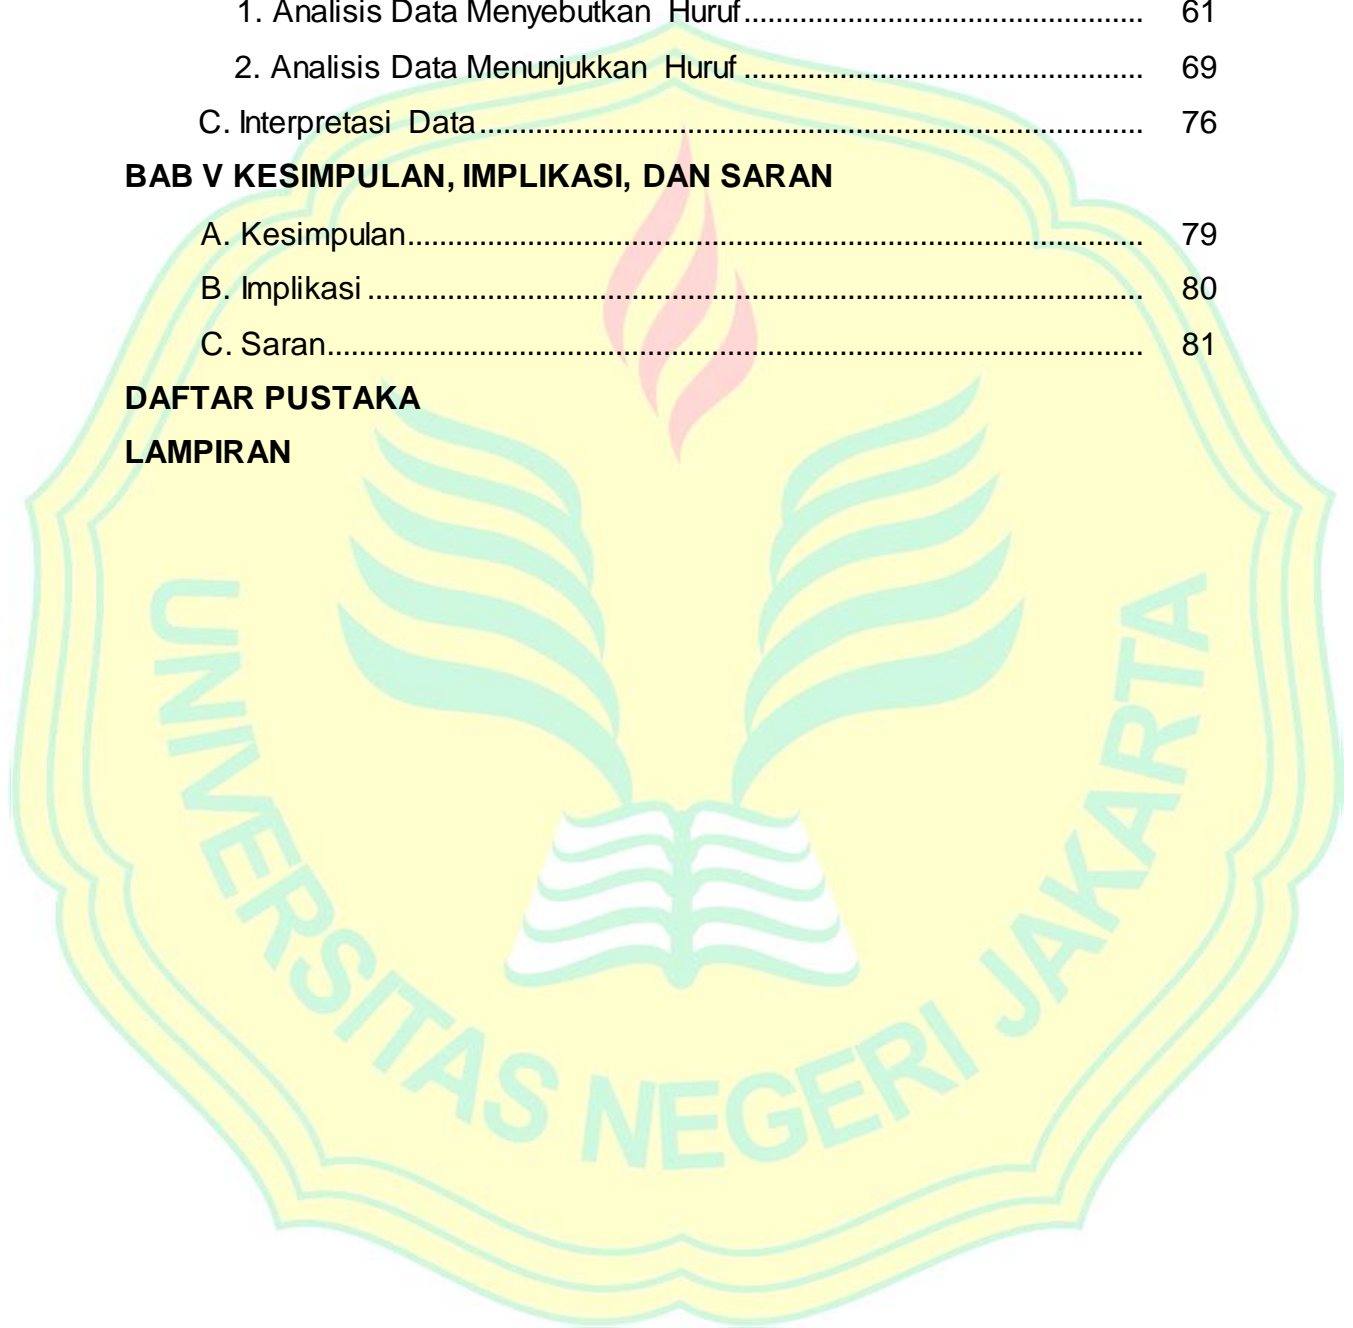 1. Analisis Data Menyebutkan Huruf.................................................. 61
2. Analisis Data Menunjukkan Huruf.................................................. 69
C. Interpretasi Data................................................................................... 76
BAB V KESIMPULAN, IMPLIKASI, DAN SARAN
A. Kesimpulan............................................................................................ 79
B. Implikasi................................................................................................. 80
C. Saran...................................................................................................... 81
DAFTAR PUSTAKA
LAMPIRAN
UNIVERSITAS NEGERI JAKARTA